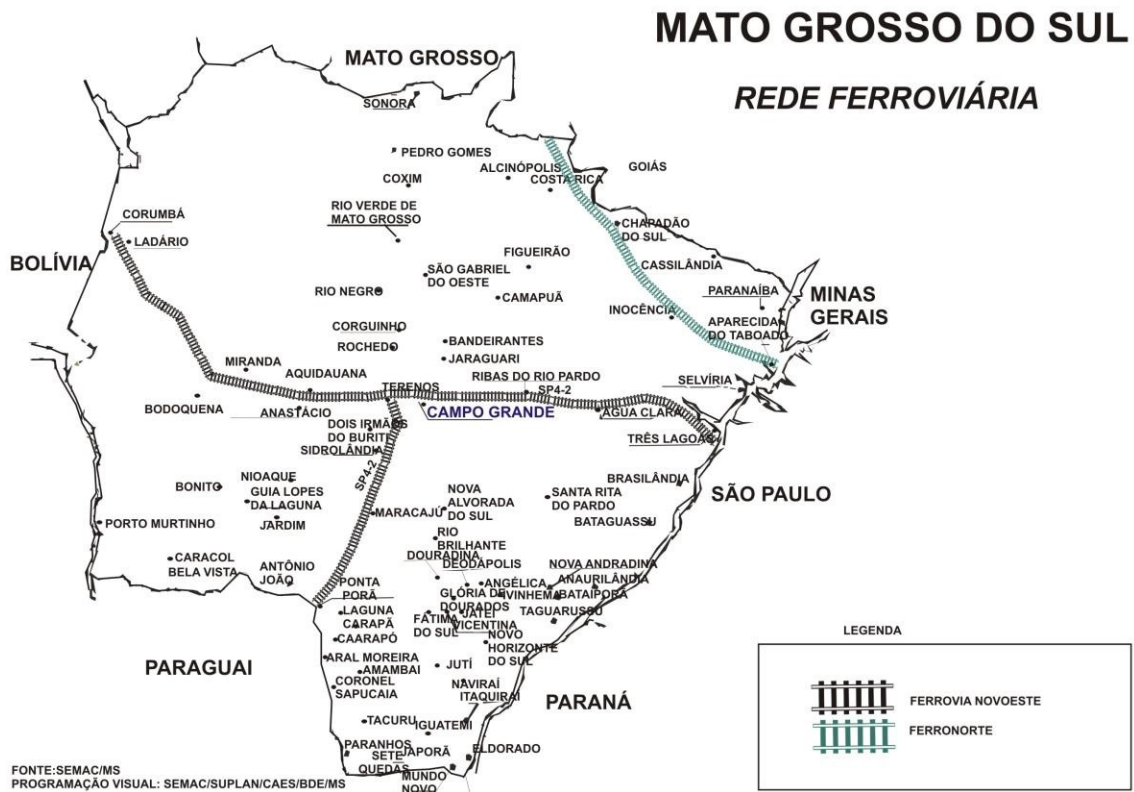 MATO GROSSO DO SUL
REDE FERROVIÁRIA
MATO GROSSO
SONORA
PEDRO GOMES
COXIM
ALCINÓPOLIS
COSTA RICA
GOIÁS
RIO VERDE DE
MATO GROSSO
CORUMBÁ
LADÁRIO
BOLÍVIA
CHAPADÃO
DO SUL
FIGUEIRÃO
CASSILÂNDIA
SÃO GABRIEL
DO OESTE
RIO NEGRO
CAMAPUÃ
PARANAÍBA
MINAS
GERAIS
INOCÊNCIA
APARECIDA
DO TABOADO
CORGUINHO
ROCHEDO
BANDEIRANTES
JARAGUARI
MIRANDA
AQUIDAUANA
RIBAS DO RIO PARDO
SP4-2
SELVÍRIA
TERENOS
BODOQUENA
ANASTÁCIO
CAMPO GRANDE
AGUA CLARA
DOIS IRMÃOS
DO BURITI
SIDROLÂNDIA
TRÊS LAGOAS
SP4-2
BRASILÂNDIA
SÃO PAULO
NIOAQUE
BONITO
GUIA LOPES
DA LAGUNA
JARDIM
NOVA
ALVORADA
DO SUL
SANTA RITA
DO PARDO
MARACAJÚ
BATAGUASSU
PORTO MURTINHO
RIO
BRILHANTE
CARACOL
BELA VISTA
ANTÔNIO
JOÃO
DOURADINA
DEODÁPOLIS
NOVA ANDRADINA
PONTA
PORÃ
ANGÉLICA
ANAURILÂNDIA
GLÓRIA DE
DOURADOS
IVINHEMA
BATAIPORÃ
LAGUNA
CARAPÃ
FÁTIMA
DO SUL
JATEÍ
VICENTINA
TAGUARUSSU
CAARAPÓ
NOVO
HORIZONTE
DO SUL
PARAGUAI
ARAL MOREIRA
AMAMBAI
JUTÍ
CORONEL
SAPUCAIA
NAVIRAÍ
ITAQUIRAI
PARANÁ
TACURU
IGUATEMI
PARANHOS
SETE
QUEDAS
JAPORÃ
ELDORADO
MUNDO
NOVO
LEGENDA
FERROVIA NOVOESTE
FERRONORTE
FONTE:SEMAC/MS
PROGRAMAÇÃO VISUAL: SEMAC/SUPLAN/CAES/BDE/MS